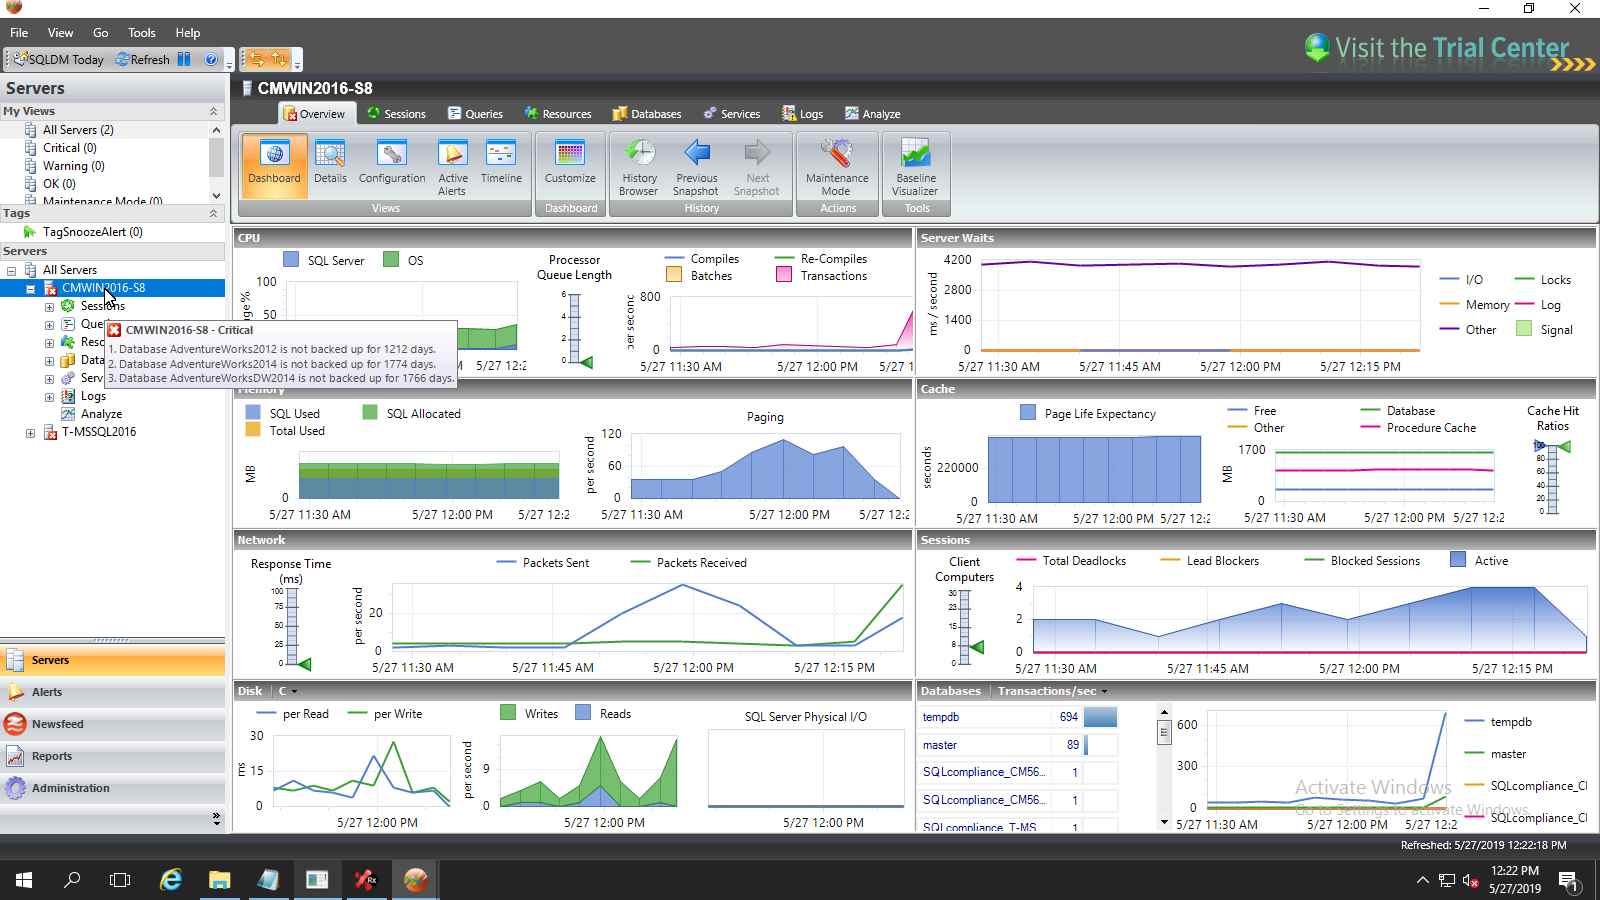 File View Go Tools Help
SQLDM Today Refresh
Visit the Trial Center
Servers
My Views
All Servers (2)
Critical (0)
Warning (0)
OK (0)
Maintenance Mode (0)
Tags
TagSnoozeAlert (0)
Servers
All Servers
CMWIN2016-S8
Sessions
Logs
Analyze
T-MSSQL2016
CMWIN2016-S8 - Critical
1. Database AdventureWorks2012 is not backed up for 1212 days.
2. Database AdventureWorks2014 is not backed up for 1774 days.
3. Database AdventureWorksDW2014 is not backed up for 1766 days.
Servers
Alerts
Newsfeed
Reports
Administration
CMWIN2016-S8
Overview Sessions Queries Resources Databases Services Logs Analyze
Dashboard Details Configuration Active Alerts Timeline
Views
Customize
Dashboard
History Browser Previous Snapshot Next Snapshot
History
Maintenance Mode
Actions
Baseline Visualizer
Tools
CPU
SQL Server OS
100
50
Processor Queue Length
6
4
2
0
Compiles Re-Compiles
Batches Transactions
800
0
5/27 11:30 AM 5/27 12:00 PM 5/27 12:
Server Waits
ms / second
4200
2800
1400
0
5/27 11:30 AM 5/27 11:45 AM 5/27 12:00 PM 5/27 12:15 PM
I/O Locks
Memory Log
Other Signal
Memory
SQL Used SQL Allocated
Total Used
MB
0
5/27 11:30 AM 5/27 12:00 PM 5/27 12:2
Paging
per second
120
60
0
5/27 11:30 AM 5/27 12:00 PM 5/27 12:2
Cache
Page Life Expectancy
seconds
220000
0
5/27 11:30 AM 5/27 12:00 PM 5/27 12:2
Free Database
Other Procedure Cache
MB
1700
0
5/27 11:30 AM 5/27 12:00 PM 5/27 12:2
Cache Hit Ratios
100
80
60
40
20
0
Network
Response Time (ms)
100
75
50
25
0
Packets Sent Packets Received
per second
20
0
5/27 11:30 AM 5/27 11:45 AM 5/27 12:00 PM 5/27 12:15 PM
Sessions
Client Computers
30
23
15
8
0
Total Deadlocks Lead Blockers Blocked Sessions Active
4
2
0
5/27 11:30 AM 5/27 11:45 AM 5/27 12:00 PM 5/27 12:15 PM
Disk C
per Read per Write
ms
30
15
0
5/27 12:00 PM
Writes Reads
per second
9
0
5/27 12:00 PM
SQL Server Physical I/O
5/27 12:00 PM
Databases Transactions/sec
tempdb 694
master 89
SQLcompliance_CM56... 1
SQLcompliance_CM56... 1
SQLcompliance_T-MS 1
600
300
0
5/27 11:30 AM 5/27 12:00 PM 5/27 12:2
tempdb
master
SQLcompliance_C
SQLcompliance_C
Activate Windows
Go to Settings to activate Windows.
Refreshed: 5/27/2019 12:22:18 PM
Rx
12:22 PM
5/27/2019
1